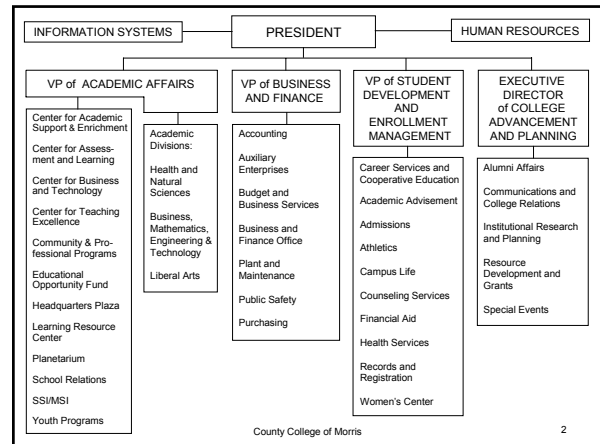 INFORMATION SYSTEMS
PRESIDENT
HUMAN RESOURCES
VP of ACADEMIC AFFAIRS
VP of BUSINESS
AND FINANCE
VP of STUDENT
DEVELOPMENT
AND
ENROLLMENT
MANAGEMENT
EXECUTIVE
DIRECTOR
of COLLEGE
ADVANCEMENT
AND PLANNING
Center for Academic
Support & Enrichment
Center for Assess-
ment and Learning
Center for Business
and Technology
Center for Teaching
Excellence
Community & Pro-
fessional Programs
Educational
Opportunity Fund
Headquarters Plaza
Learning Resource
Center
Planetarium
School Relations
SSI/MSI
Youth Programs
Academic
Divisions:
Health and
Natural
Sciences
Business,
Mathematics,
Engineering &
Technology
Liberal Arts
Accounting
Auxiliary
Enterprises
Budget and
Business Services
Business and
Finance Office
Plant and
Maintenance
Public Safety
Purchasing
Career Services and
Cooperative Education
Academic Advisement
Admissions
Athletics
Campus Life
Counseling Services
Financial Aid
Health Services
Records and
Registration
Women's Center
Alumni Affairs
Communications and
College Relations
Institutional Research
and Planning
Resource
Development and
Grants
Special Events
County College of Morris
2